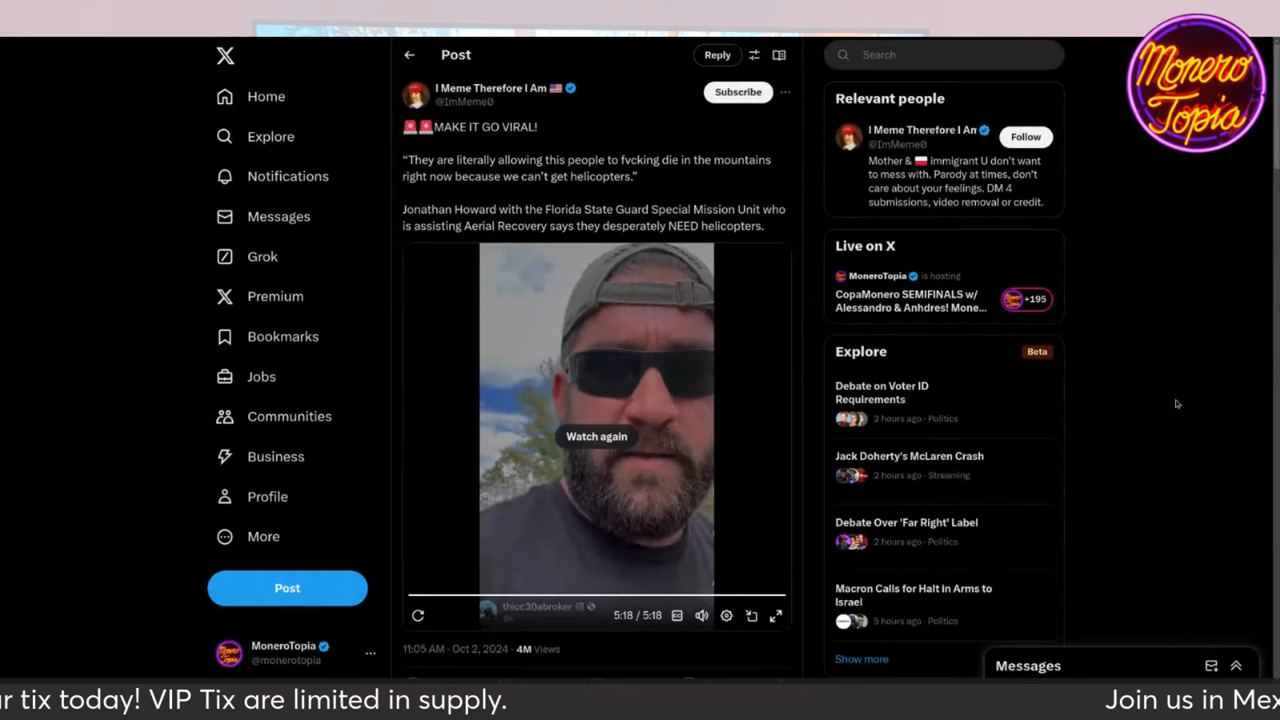 Monero
Topia
Home
Explore
Notifications
Messages
Grok
Premium
Bookmarks
Jobs
Communities
Business
Profile
More
Post
MoneroTopia
@monerotopia
Post
Reply
I Meme Therefore I Am 🇺🇸
@ImMeme0
Subscribe
🚨🚨MAKE IT GO VIRAL!
“They are literally allowing this people to fvcking die in the mountains
right now because we can’t get helicopters.”
Jonathan Howard with the Florida State Guard Special Mission Unit who
is assisting Aerial Recovery says they desperately NEED helicopters.
Watch again
thicc30abroker
5:18 / 5:18
11:05 AM · Oct 2, 2024 · 4M Views
Search
Relevant people
I Meme Therefore I Am
@ImMeme0
Follow
Mother & 🇵🇱 immigrant U don’t want
to mess with. Parody at times, don’t
care about your feelings. DM 4
submissions, video removal or credit.
Live on X
MoneroTopia is hosting
CopaMonero SEMIFINALS w/
Alessandro & Anhdres! Mone...
+195
Explore
Beta
Debate on Voter ID
Requirements
2 hours ago · Politics
Jack Doherty's McLaren Crash
2 hours ago · Streaming
Debate Over 'Far Right' Label
2 hours ago · Politics
Macron Calls for Halt in Arms to
Israel
5 hours ago · Politics
Show more
Messages
ur tix today! VIP Tix are limited in supply.
Join us in Mex